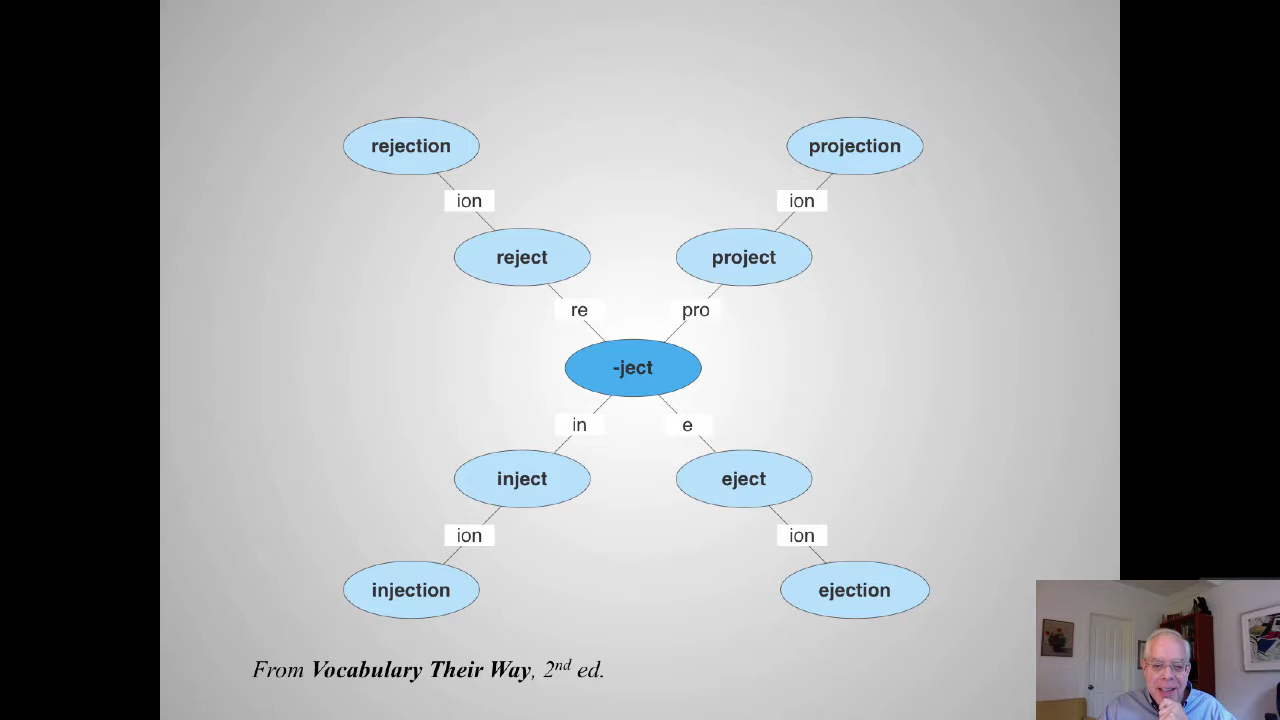 rejection
projection
ion
ion
reject
project
re
pro
-ject
in
e
inject
eject
ion
ion
injection
ejection
From Vocabulary Their Way, 2nd ed.